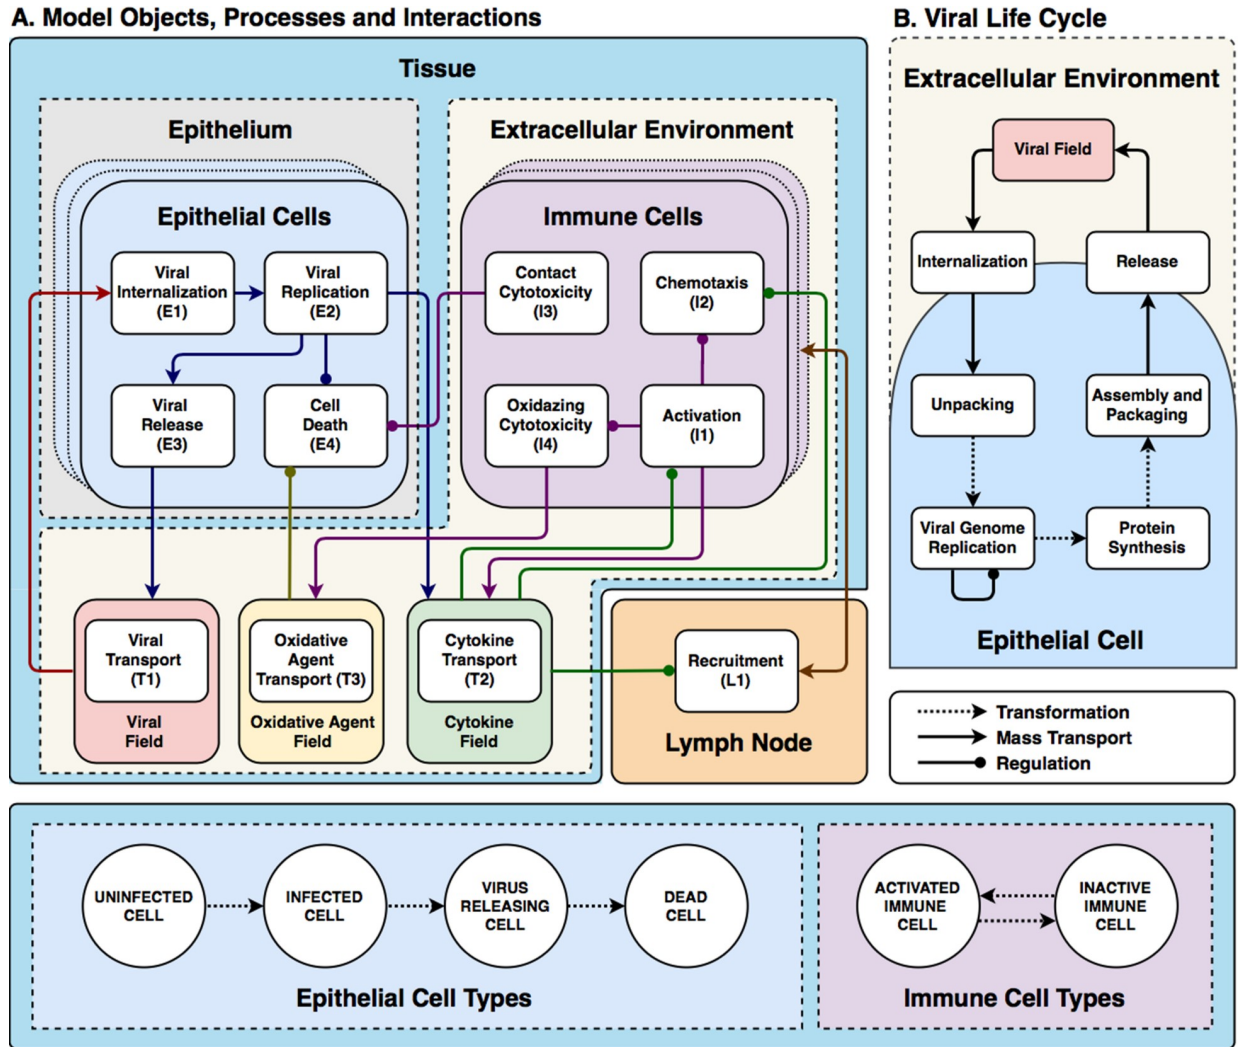 A. Model Objects, Processes and Interactions
Tissue
Epithelium
Epithelial Cells
Viral
Internalization
(E1)
Viral
Replication
(E2)
Viral
Release
(E3)
Cell
Death
(E4)
Extracellular Environment
Immune Cells
Contact
Cytotoxicity
(I3)
Chemotaxis
(I2)
Oxidazing
Cytotoxicity
(I4)
Activation
(I1)
Viral
Transport
(T1)
Viral
Field
Oxidative
Agent
Transport (T3)
Oxidative Agent
Field
Cytokine
Transport
(T2)
Cytokine
Field
Recruitment
(L1)
Lymph Node
B. Viral Life Cycle
Extracellular Environment
Viral Field
Internalization
Release
Unpacking
Assembly and
Packaging
Viral Genome
Replication
Protein
Synthesis
Epithelial Cell
Transformation
Mass Transport
Regulation
UNINFECTED
CELL
INFECTED
CELL
VIRUS
RELEASING
CELL
DEAD
CELL
Epithelial Cell Types
ACTIVATED
IMMUNE
CELL
INACTIVE
IMMUNE
CELL
Immune Cell Types